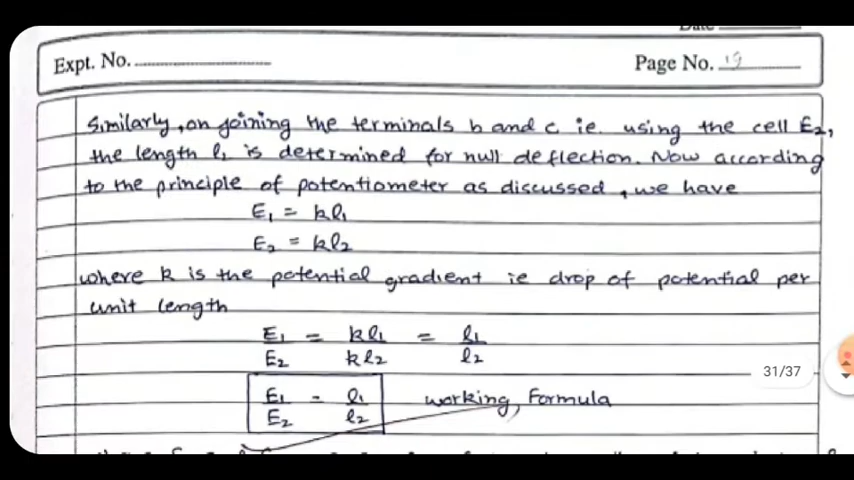 Expt. No.
Page No. 19
Similarly, on joining the terminals b and c ie. using the cell E₂,
the length l₂ is determined for null deflection. Now according
to the principle of potentiometer as discussed, we have
E₁ = kl₁
E₂ = kl₂
where k is the potential gradient ie drop of potential per
unit length
E₁/E₂ = kl₁/kl₂ = l₁/l₂
E₁/E₂ = l₁/l₂ working, Formula
31/37